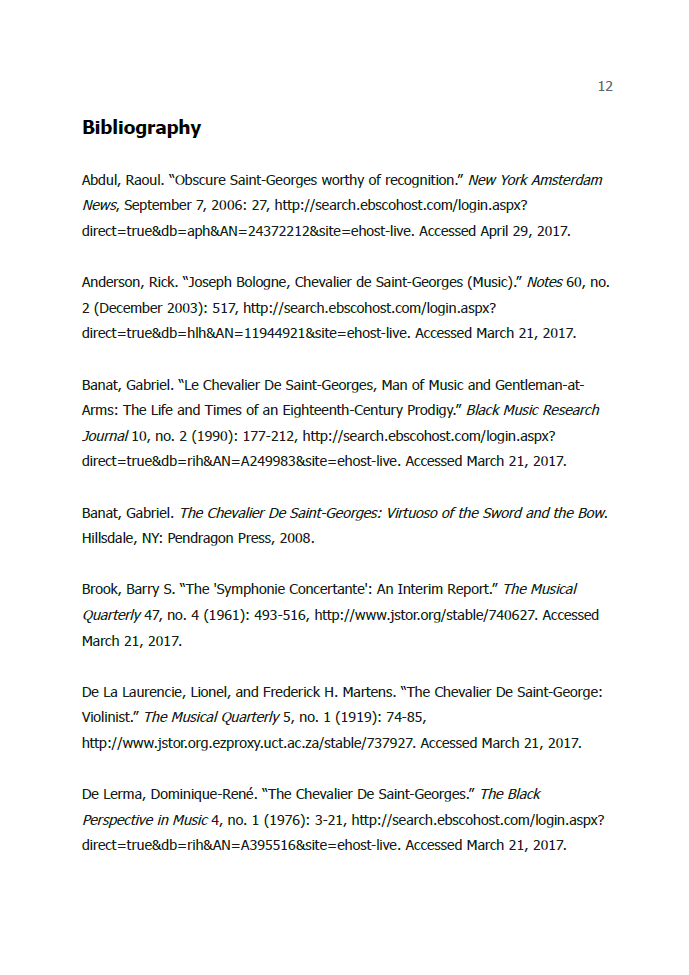 12
Bibliography
Abdul, Raoul. “Obscure Saint-Georges worthy of recognition.” New York Amsterdam
News, September 7, 2006: 27, http://search.ebscohost.com/login.aspx?
direct=true&db=aph&AN=24372212&site=ehost-live. Accessed April 29, 2017.
Anderson, Rick. “Joseph Bologne, Chevalier de Saint-Georges (Music).” Notes 60, no.
2 (December 2003): 517, http://search.ebscohost.com/login.aspx?
direct=true&db=hlh&AN=11944921&site=ehost-live. Accessed March 21, 2017.
Banat, Gabriel. “Le Chevalier De Saint-Georges, Man of Music and Gentleman-at-
Arms: The Life and Times of an Eighteenth-Century Prodigy.” Black Music Research
Journal 10, no. 2 (1990): 177-212, http://search.ebscohost.com/login.aspx?
direct=true&db=rih&AN=A249983&site=ehost-live. Accessed March 21, 2017.
Banat, Gabriel. The Chevalier De Saint-Georges: Virtuoso of the Sword and the Bow.
Hillsdale, NY: Pendragon Press, 2008.
Brook, Barry S. “The 'Symphonie Concertante': An Interim Report.” The Musical
Quarterly 47, no. 4 (1961): 493-516, http://www.jstor.org/stable/740627. Accessed
March 21, 2017.
De La Laurencie, Lionel, and Frederick H. Martens. “The Chevalier De Saint-George:
Violinist.” The Musical Quarterly 5, no. 1 (1919): 74-85,
http://www.jstor.org.ezproxy.uct.ac.za/stable/737927. Accessed March 21, 2017.
De Lerma, Dominique-René. “The Chevalier De Saint-Georges.” The Black
Perspective in Music 4, no. 1 (1976): 3-21, http://search.ebscohost.com/login.aspx?
direct=true&db=rih&AN=A395516&site=ehost-live. Accessed March 21, 2017.